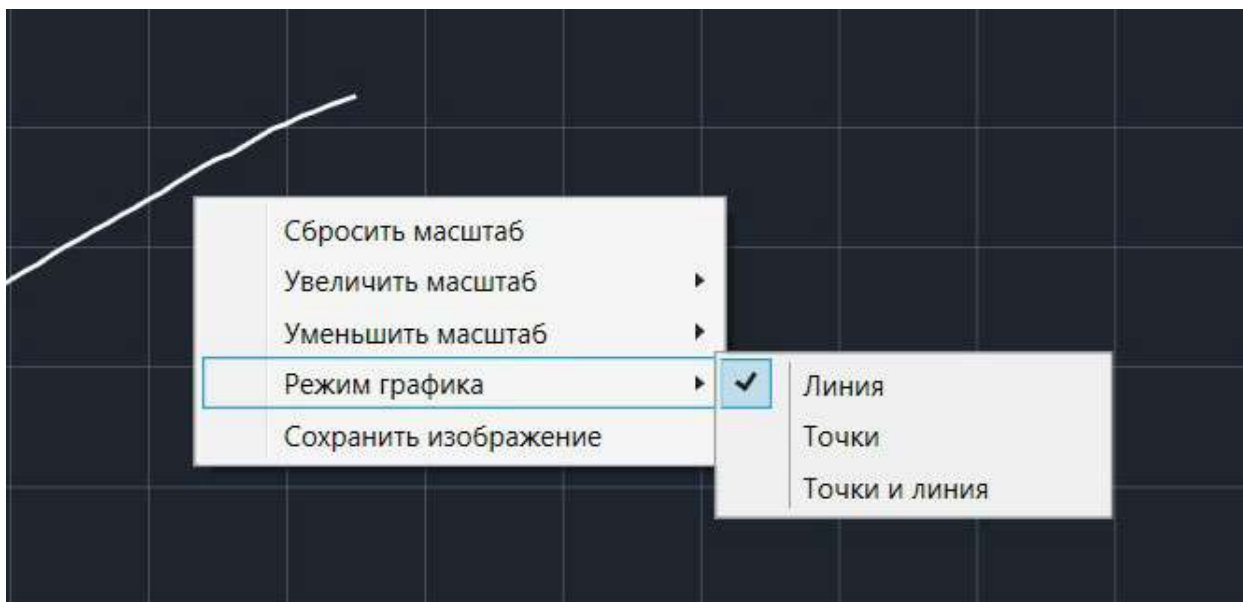 Сбросить масштаб
Увеличить масштаб
Уменьшить масштаб
Режим графика
Сохранить изображение
Линия
Точки
Точки и линия